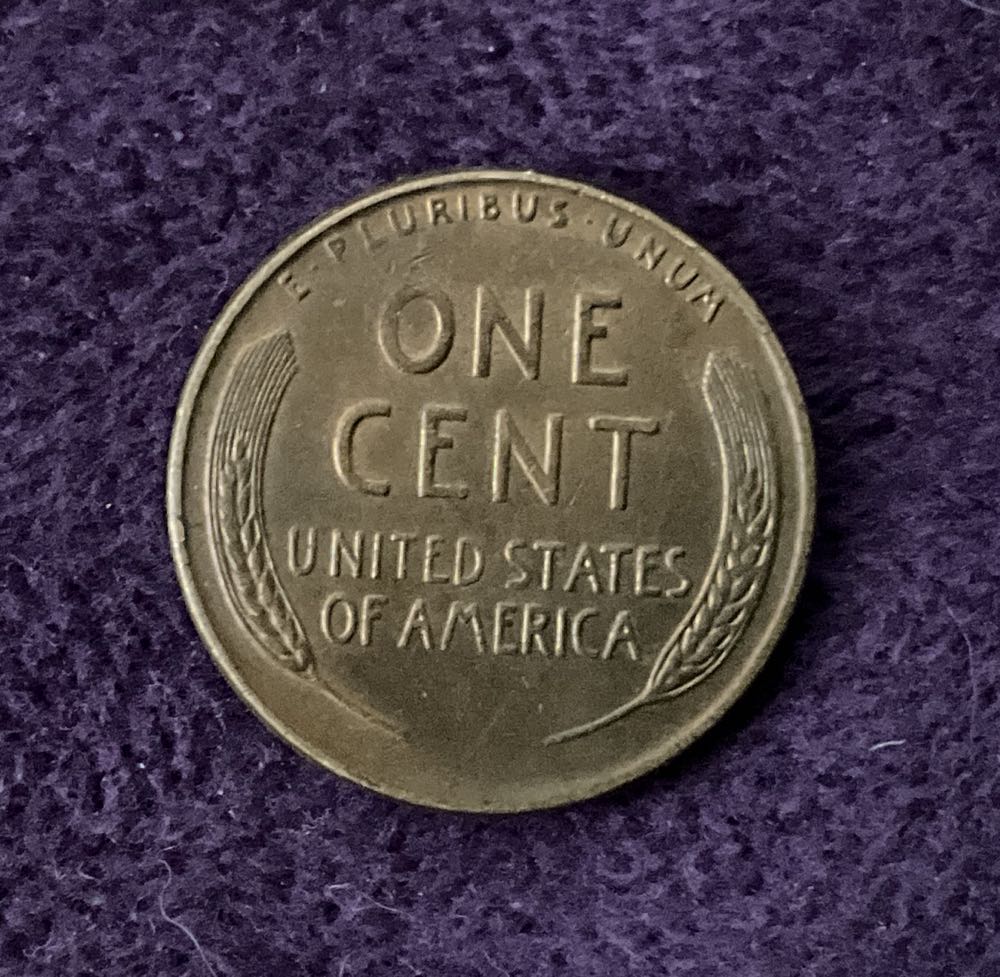 E·PLURIBUS·UNUM
ONE
CENT
UNITED STATES
OF AMERICA